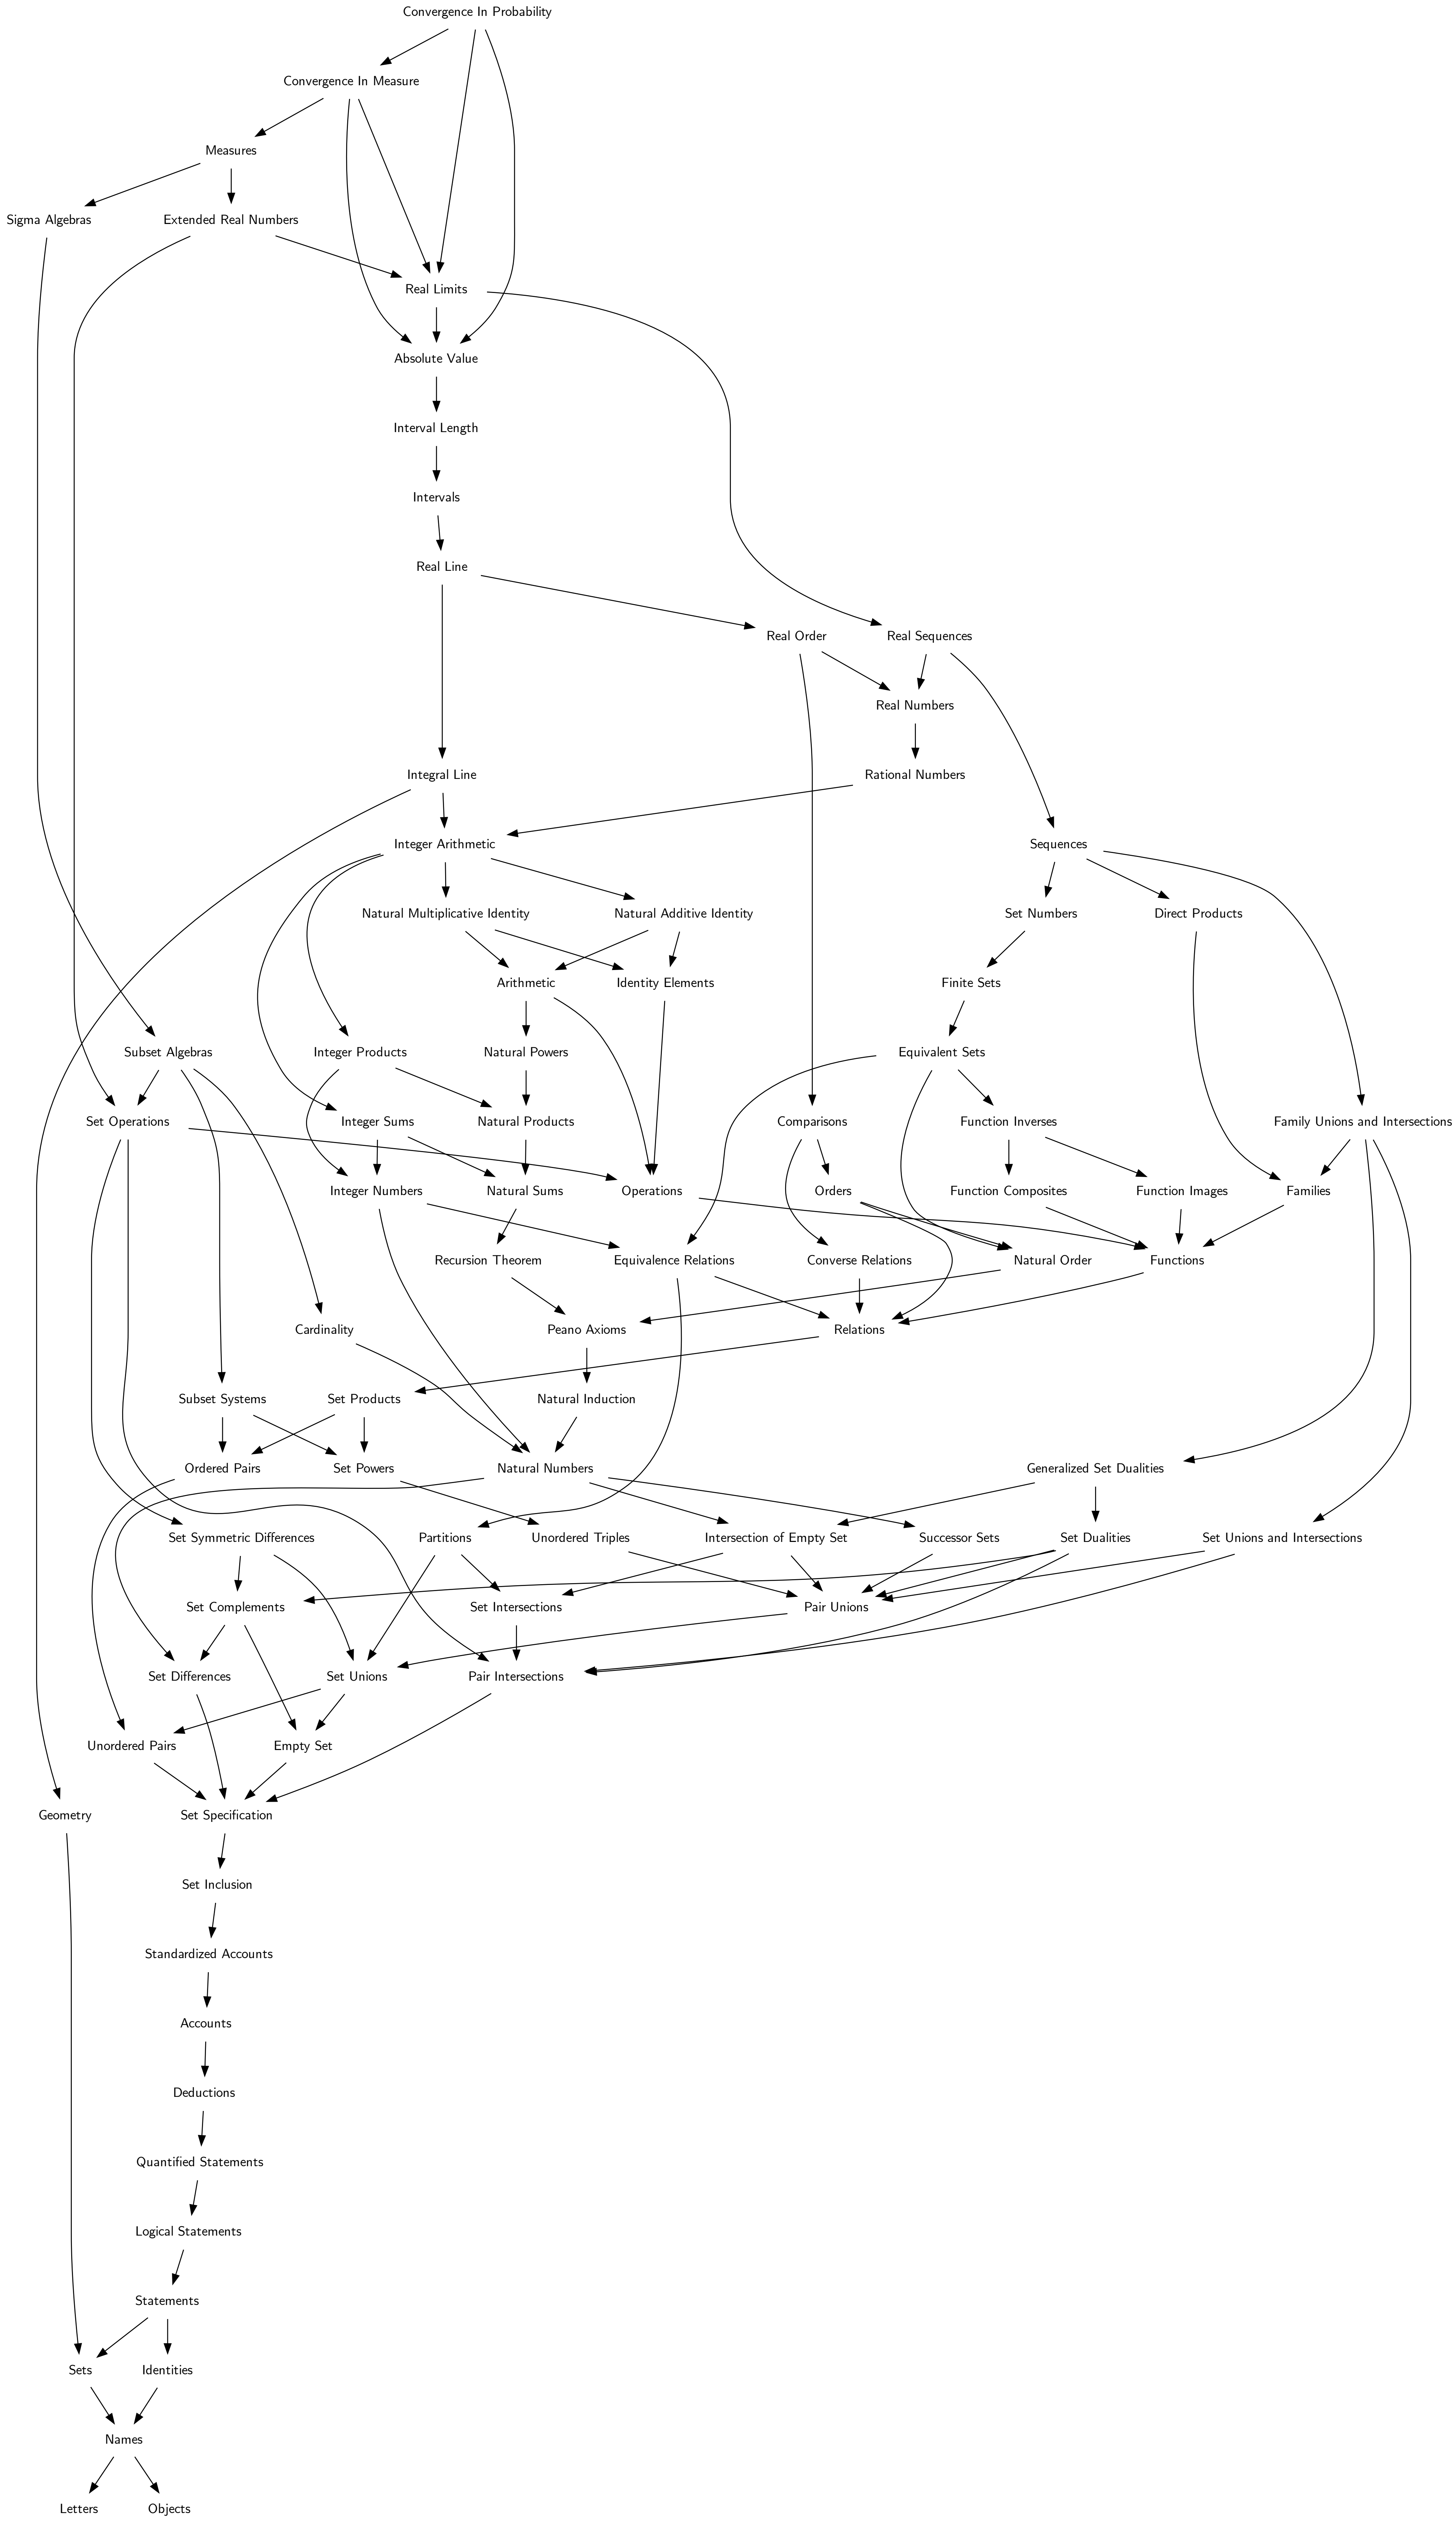 Convergence In Probability
Convergence In Measure
Measures
Sigma Algebras
Extended Real Numbers
Real Limits
Absolute Value
Interval Length
Intervals
Real Line
Real Order
Real Sequences
Real Numbers
Integral Line
Rational Numbers
Integer Arithmetic
Sequences
Natural Multiplicative Identity
Natural Additive Identity
Set Numbers
Direct Products
Arithmetic
Identity Elements
Finite Sets
Subset Algebras
Integer Products
Natural Powers
Equivalent Sets
Set Operations
Integer Sums
Natural Products
Comparisons
Function Inverses
Family Unions and Intersections
Integer Numbers
Natural Sums
Operations
Orders
Function Composites
Function Images
Families
Recursion Theorem
Equivalence Relations
Converse Relations
Natural Order
Functions
Cardinality
Peano Axioms
Relations
Subset Systems
Set Products
Natural Induction
Ordered Pairs
Set Powers
Natural Numbers
Generalized Set Dualities
Set Symmetric Differences
Partitions
Unordered Triples
Intersection of Empty Set
Successor Sets
Set Dualities
Set Unions and Intersections
Set Complements
Set Intersections
Pair Unions
Set Differences
Set Unions
Pair Intersections
Unordered Pairs
Empty Set
Geometry
Set Specification
Set Inclusion
Standardized Accounts
Accounts
Deductions
Quantified Statements
Logical Statements
Statements
Sets
Identities
Names
Letters
Objects